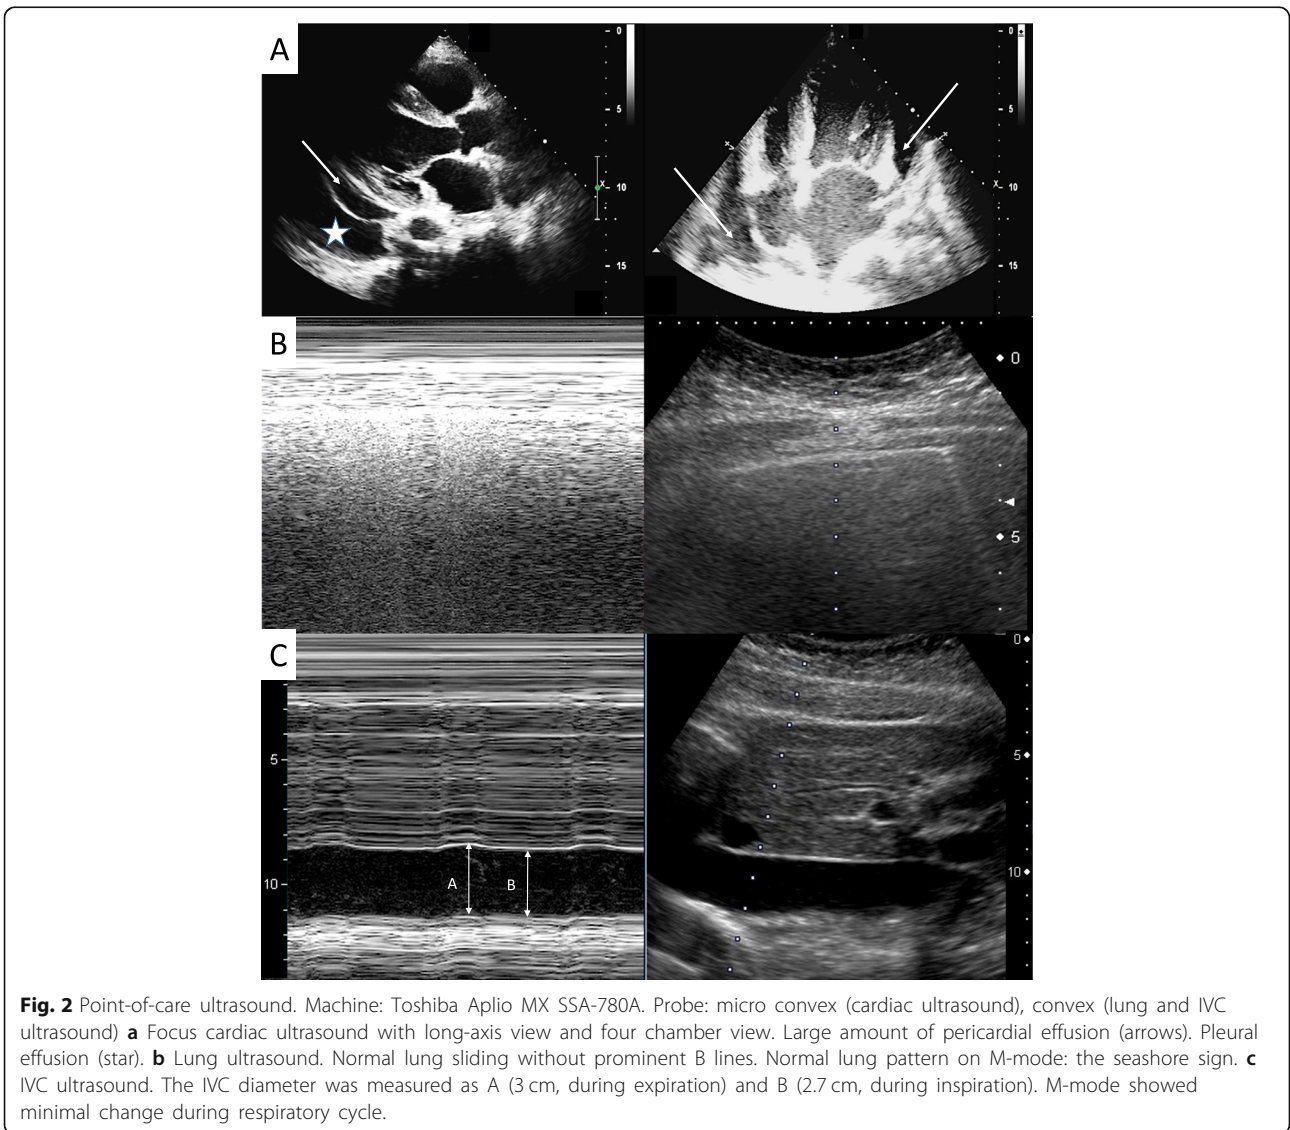 A
0
5
10
X
15
0
5
X
10
X
X
15
B
0
5
C
5
10
A
B
0
5
10
Fig. 2 Point-of-care ultrasound. Machine: Toshiba Aplio MX SSA-780A. Probe: micro convex (cardiac ultrasound), convex (lung and IVC
ultrasound) a Focus cardiac ultrasound with long-axis view and four chamber view. Large amount of pericardial effusion (arrows). Pleural
effusion (star). b Lung ultrasound. Normal lung sliding without prominent B lines. Normal lung pattern on M-mode: the seashore sign. c
IVC ultrasound. The IVC diameter was measured as A (3 cm, during expiration) and B (2.7 cm, during inspiration). M-mode showed
minimal change during respiratory cycle.